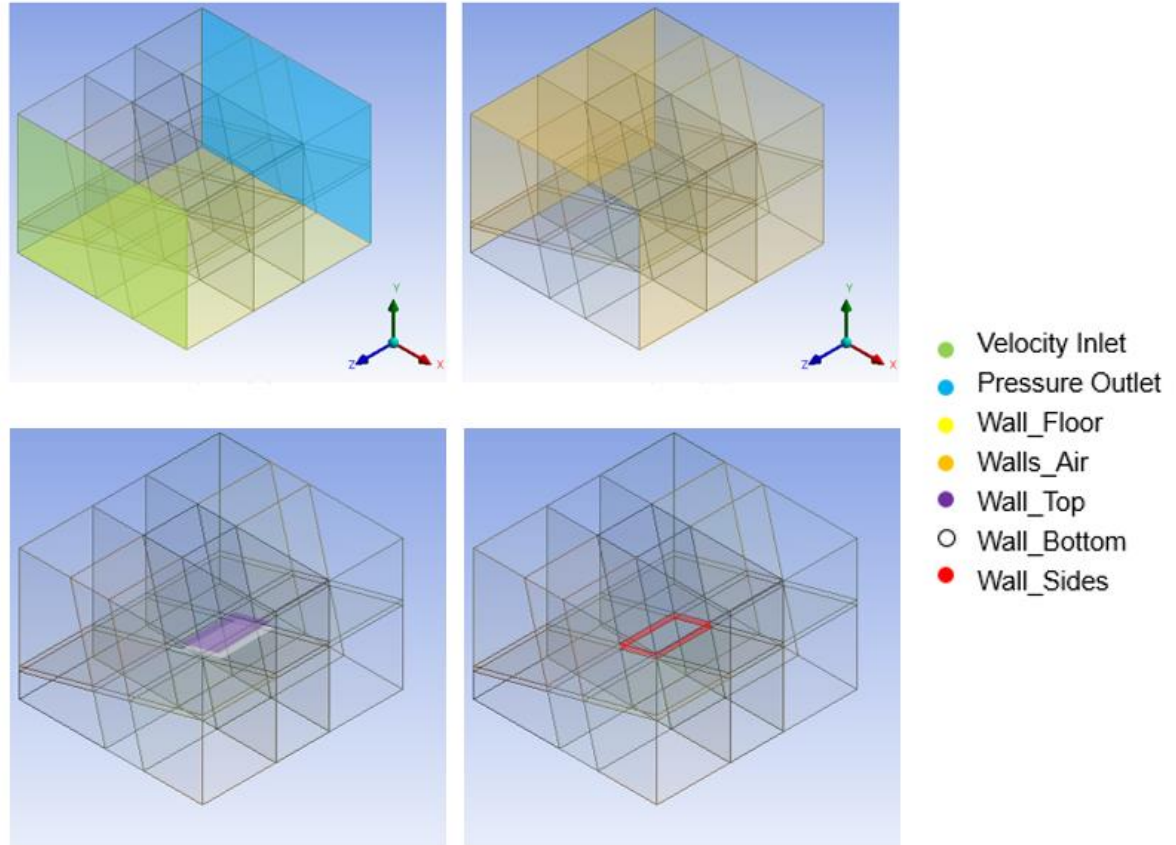 Y
Z
X
Y
Z
X
Velocity Inlet
Pressure Outlet
Wall_Floor
Walls_Air
Wall_Top
Wall_Bottom
Wall_Sides